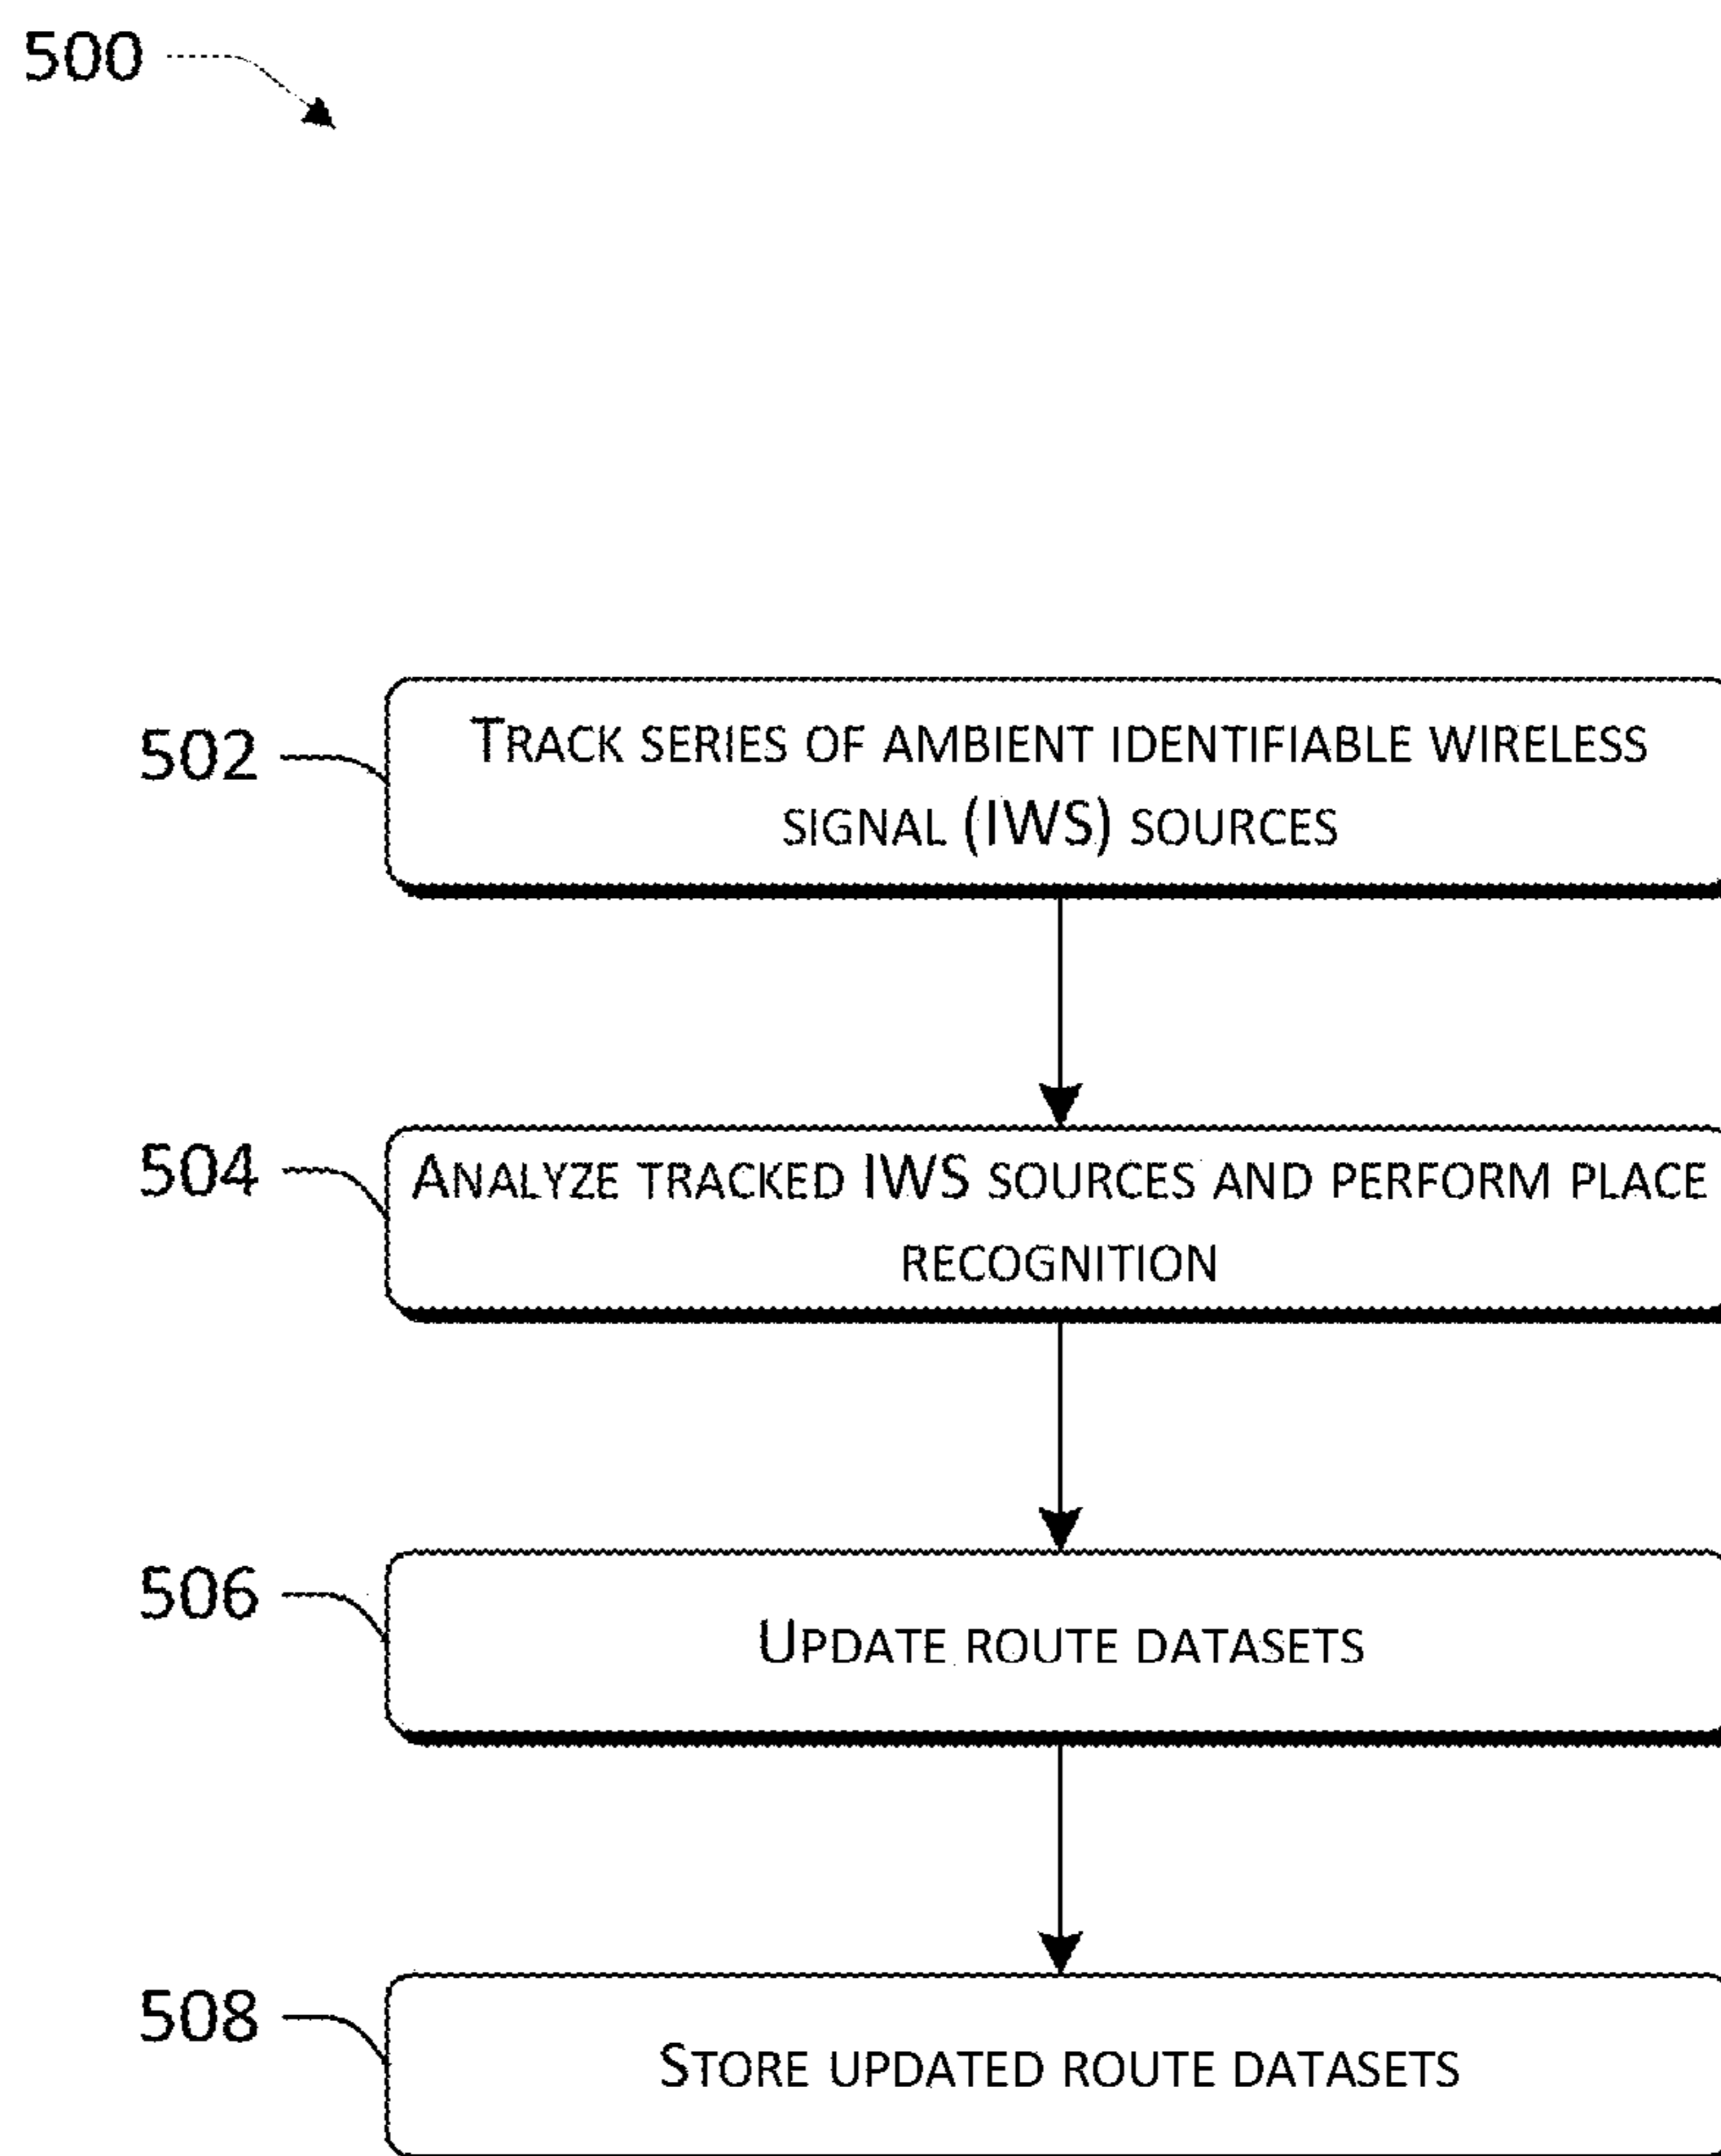 500
502
Track series of ambient identifiable wireless
signal (IWS) sources
504
Analyze tracked IWS sources and perform place
recognition
506
Update route datasets
508
Store updated route datasets